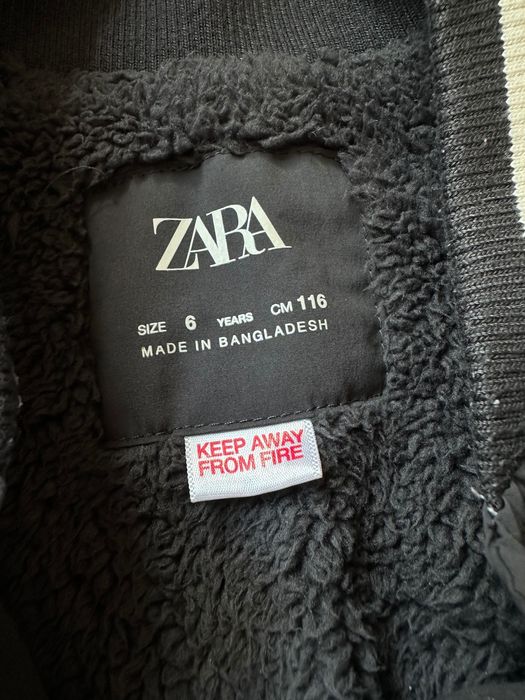 ZARA
SIZE 6 YEARS CM 116
MADE IN BANGLADESH
KEEP AWAY
FROM FIRE